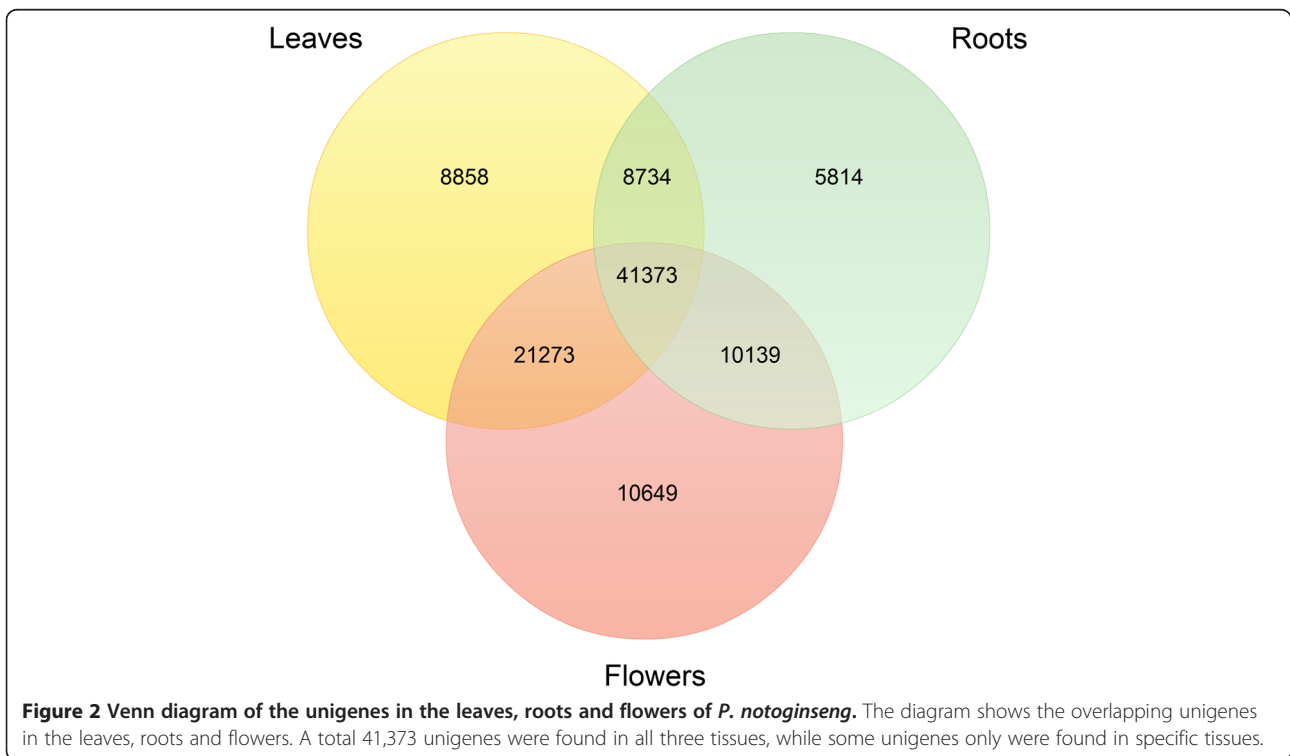 Leaves
Roots
8858
8734
5814
41373
21273
10139
10649
Flowers
Figure 2 Venn diagram of the unigenes in the leaves, roots and flowers of P. notoginseng. The diagram shows the overlapping unigenes
in the leaves, roots and flowers. A total 41,373 unigenes were found in all three tissues, while some unigenes only were found in specific tissues.